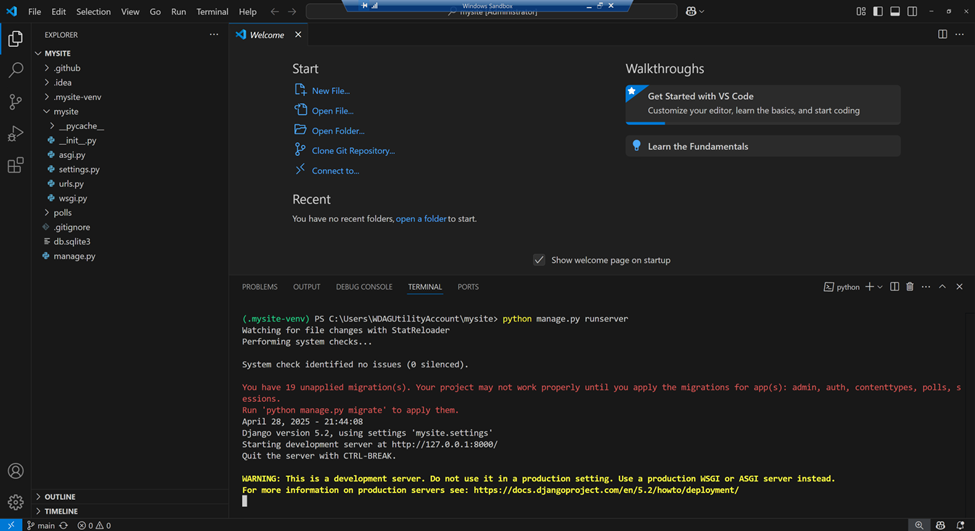 Windows Sandbox
File Edit Selection View Go Run Terminal Help
mysite [Administrator]
EXPLORER
Welcome
MYSITE
.github
.idea
.mysite-venv
mysite
__pycache__
__init__.py
asgi.py
settings.py
urls.py
wsgi.py
polls
.gitignore
db.sqlite3
manage.py
OUTLINE
TIMELINE
Start
New File...
Open File...
Open Folder...
Clone Git Repository...
Connect to...
Recent
You have no recent folders, open a folder to start.
Walkthroughs
Get Started with VS Code
Customize your editor, learn the basics, and start coding
Learn the Fundamentals
Show welcome page on startup
PROBLEMS OUTPUT DEBUG CONSOLE TERMINAL PORTS
python
(.mysite-venv) PS C:\Users\WDAGUtilityAccount\mysite> python manage.py runserver
Watching for file changes with StatReloader
Performing system checks...
System check identified no issues (0 silenced).
You have 19 unapplied migration(s). Your project may not work properly until you apply the migrations for app(s): admin, auth, contenttypes, polls, s
essions.
Run 'python manage.py migrate' to apply them.
April 28, 2025 - 21:44:08
Django version 5.2, using settings 'mysite.settings'
Starting development server at http://127.0.0.1:8000/
Quit the server with CTRL-BREAK.
WARNING: This is a development server. Do not use it in a production setting. Use a production WSGI or ASGI server instead.
For more information on production servers see: https://docs.djangoproject.com/en/5.2/howto/deployment/
main 0 0